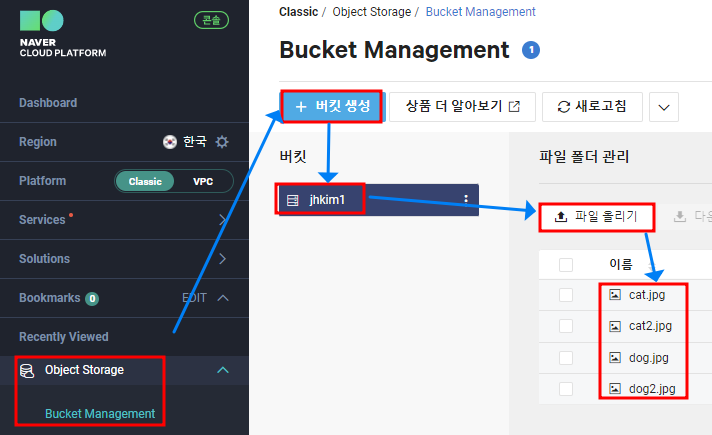 콘솔
NAVER
CLOUD PLATFORM
Dashboard
Region
한국
Platform
Classic
VPC
Services
Solutions
Bookmarks 0 EDIT
Recently Viewed
Object Storage
Bucket Management
Classic / Object Storage / Bucket Management
Bucket Management 1
+ 버킷 생성
상품 더 알아보기
새로고침
버킷
jhkim1
파일 폴더 관리
파일 올리기
이름
cat.jpg
cat2.jpg
dog.jpg
dog2.jpg